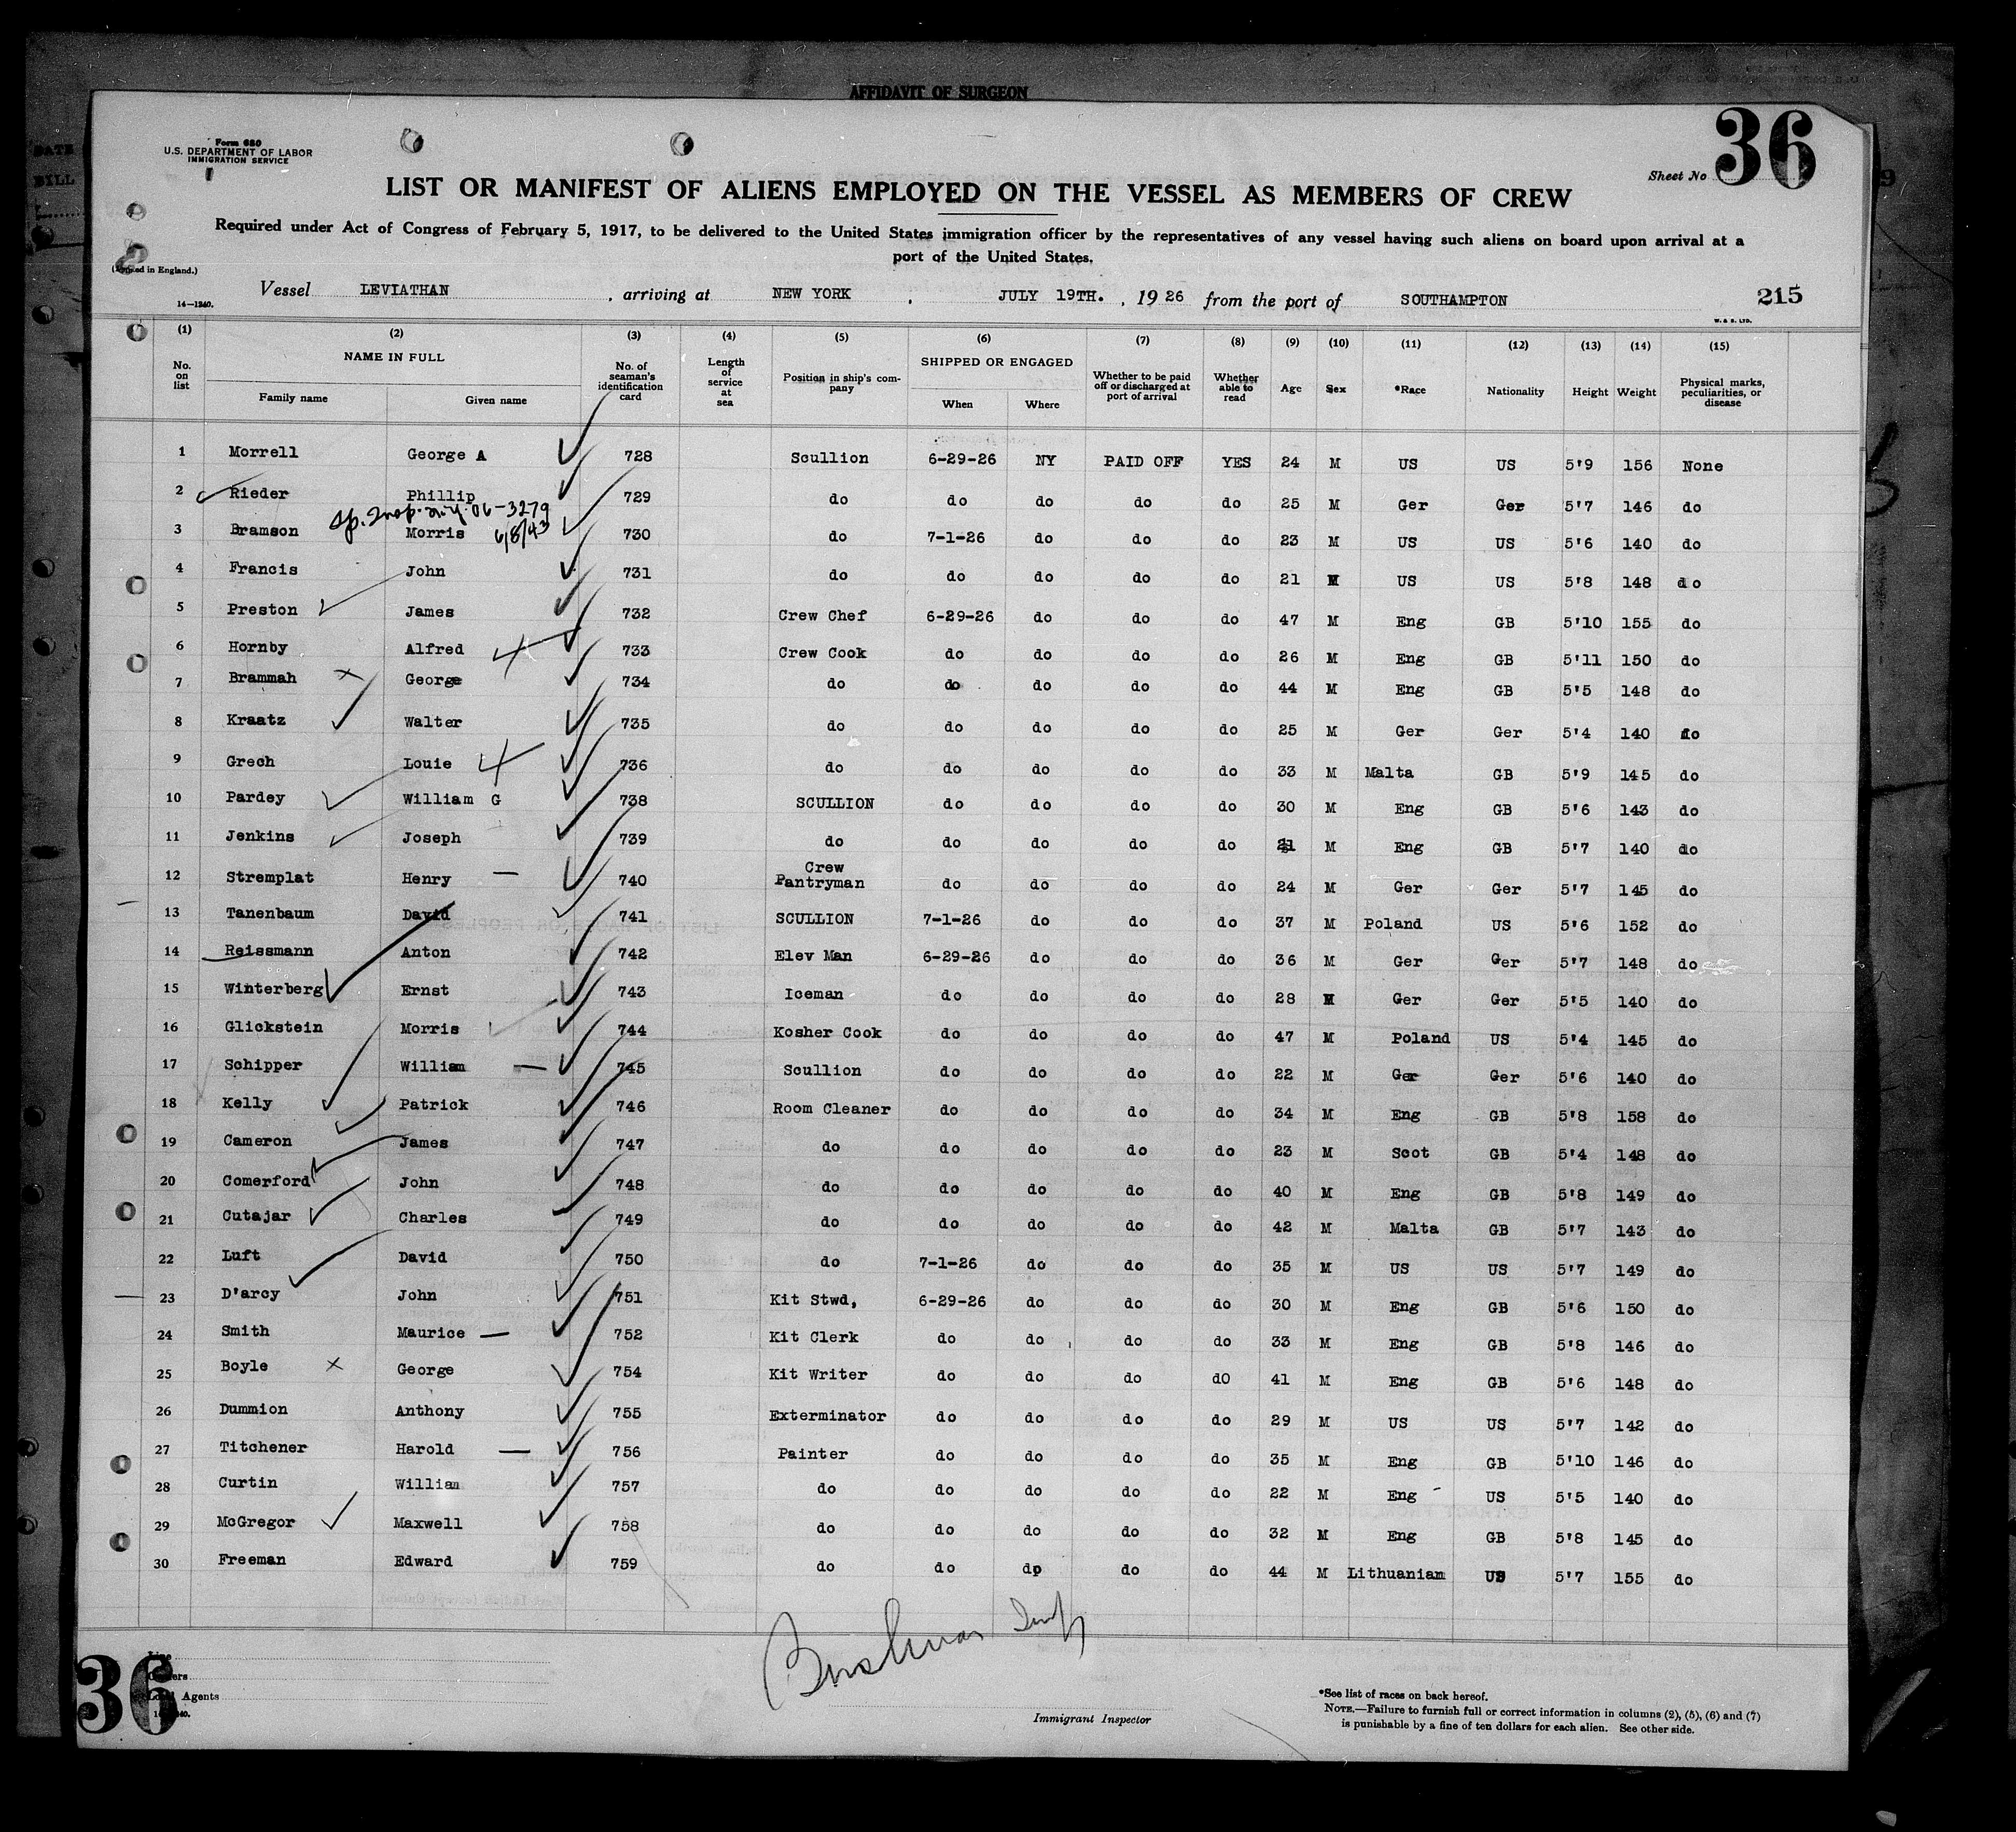 AFFIDAVIT OF SURGEON
36
Form 680
U.S. DEPARTMENT OF LABOR
IMMIGRATION SERVICE
Sheet No
LIST OR MANIFEST OF ALIENS EMPLOYED ON THE VESSEL AS MEMBERS OF CREW
Required under Act of Congress of February 5, 1917, to be delivered to the United States immigration officer by the representatives of any vessel having such aliens on board upon arrival at a
port of the United States.
(Printed in England.)
14—1240.
Vessel LEVIATHAN , arriving at NEW YORK , JULY 19TH. , 1926 from the port of SOUTHAMPTON 215
W. & S. LTD.
(1) (2) (3) (4) (5) (6) (7) (8) (9) (10) (11) (12) (13) (14) (15)
No. on list NAME IN FULL Family name Given name No. of seaman's identification card Length of service at sea Position in ship's company SHIPPED OR ENGAGED When Where Whether to be paid off or discharged at port of arrival Whether able to read Age Sex *Race Nationality Height Weight Physical marks, peculiarities, or disease
1 Morrell George A 728 Scullion 6-29-26 NY PAID OFF YES 24 M US US 5'9 156 None
2 Rieder Phillip 729 do do do do do 25 M Ger Ger 5'7 146 do
06-3279
3 Bramson Morris 6/8/43 730 do 7-1-26 do do do 23 M US US 5'6 140 do
4 Francis John 731 do do do do do 21 M US US 5'8 148 do
5 Preston James 732 Crew Chef 6-29-26 do do do 47 M Eng GB 5'10 155 do
6 Hornby Alfred 733 Crew Cook do do do do 26 M Eng GB 5'11 150 do
7 Brammah George 734 do do do do do 44 M Eng GB 5'5 148 do
8 Kraatz Walter 735 do do do do do 25 M Ger Ger 5'4 140 do
9 Grech Louie 736 do do do do do 33 M Malta GB 5'9 145 do
10 Pardey William G 738 SCULLION do do do do 30 M Eng GB 5'6 143 do
11 Jenkins Joseph 739 do do do do do 21 M Eng GB 5'7 140 do
12 Stremplat Henry 740 Crew Pantryman do do do do 24 M Ger Ger 5'7 145 do
13 Tanenbaum David 741 SCULLION 7-1-26 do do do 37 M Poland US 5'6 152 do
14 Reissmann Anton 742 Elev Man 6-29-26 do do do 36 M Ger Ger 5'7 148 do
15 Winterberg Ernst 743 Iceman do do do do 28 M Ger Ger 5'5 140 do
16 Glickstein Morris 744 Kosher Cook do do do do 47 M Poland US 5'4 145 do
17 Schipper William 745 Scullion do do do do 22 M Ger Ger 5'6 140 do
18 Kelly Patrick 746 Room Cleaner do do do do 34 M Eng GB 5'8 158 do
19 Cameron James 747 do do do do do 23 M Scot GB 5'4 148 do
20 Comerford John 748 do do do do do 40 M Eng GB 5'8 149 do
21 Cutajar Charles 749 do do do do do 42 M Malta GB 5'7 143 do
22 Luft David 750 do 7-1-26 do do do 35 M US US 5'7 149 do
23 D'arcy John 751 Kit Stwd, 6-29-26 do do do 30 M Eng GB 5'6 150 do
24 Smith Maurice 752 Kit Clerk do do do do 33 M Eng GB 5'8 146 do
25 Boyle George 754 Kit Writer do do do dO 41 M Eng GB 5'6 148 do
26 Dummion Anthony 755 Exterminator do do do do 29 M US US 5'7 142 do
27 Titchener Harold 756 Painter do do do do 35 M Eng GB 5'10 146 do
28 Curtin William 757 do do do do do 22 M Eng US 5'5 140 do
29 McGregor Maxwell 758 do do do do do 32 M Eng GB 5'8 145 do
30 Freeman Edward 759 do do dp do do 44 M Lithuanian US 5'7 155 do
36
Line
Owners
Local Agents
Immigrant Inspector
*See list of races on back hereof.
NOTE.—Failure to furnish full or correct information in columns (2), (5), (6) and (7)
is punishable by a fine of ten dollars for each alien. See other side.